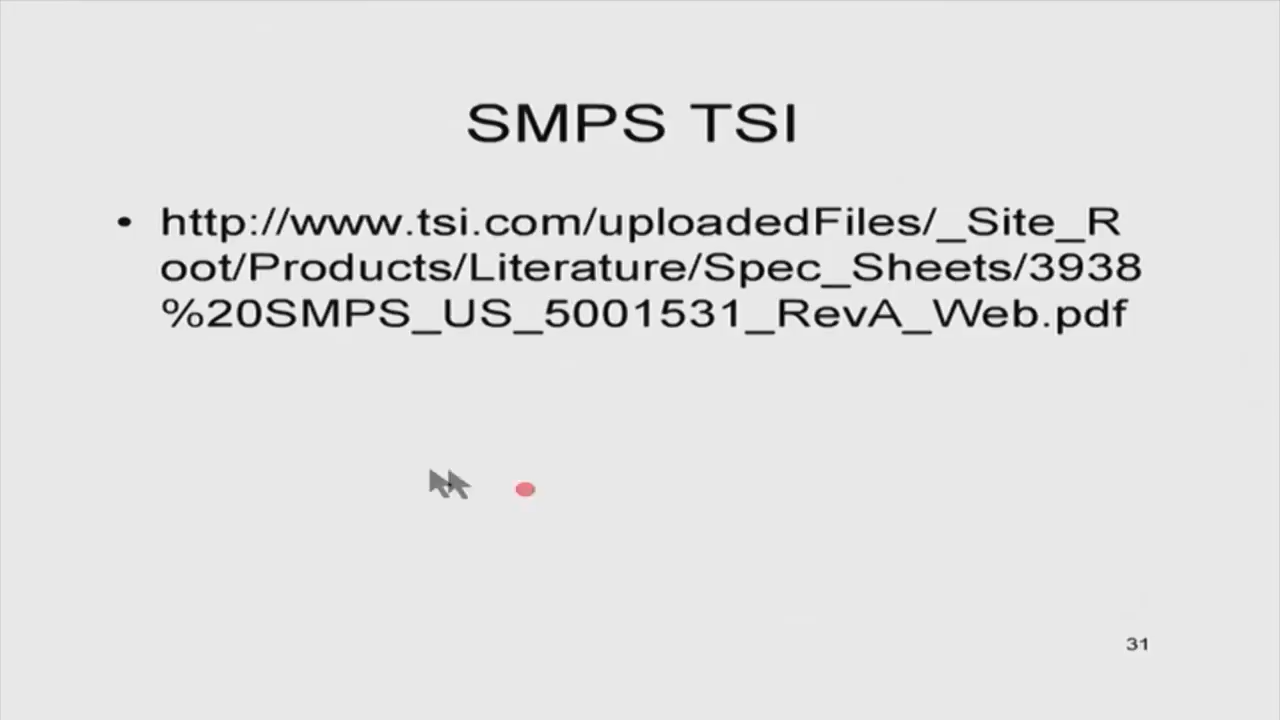 SMPS TSI
• http://www.tsi.com/uploadedFiles/_Site_R
oot/Products/Literature/Spec_Sheets/3938
%20SMPS_US_5001531_RevA_Web.pdf
31